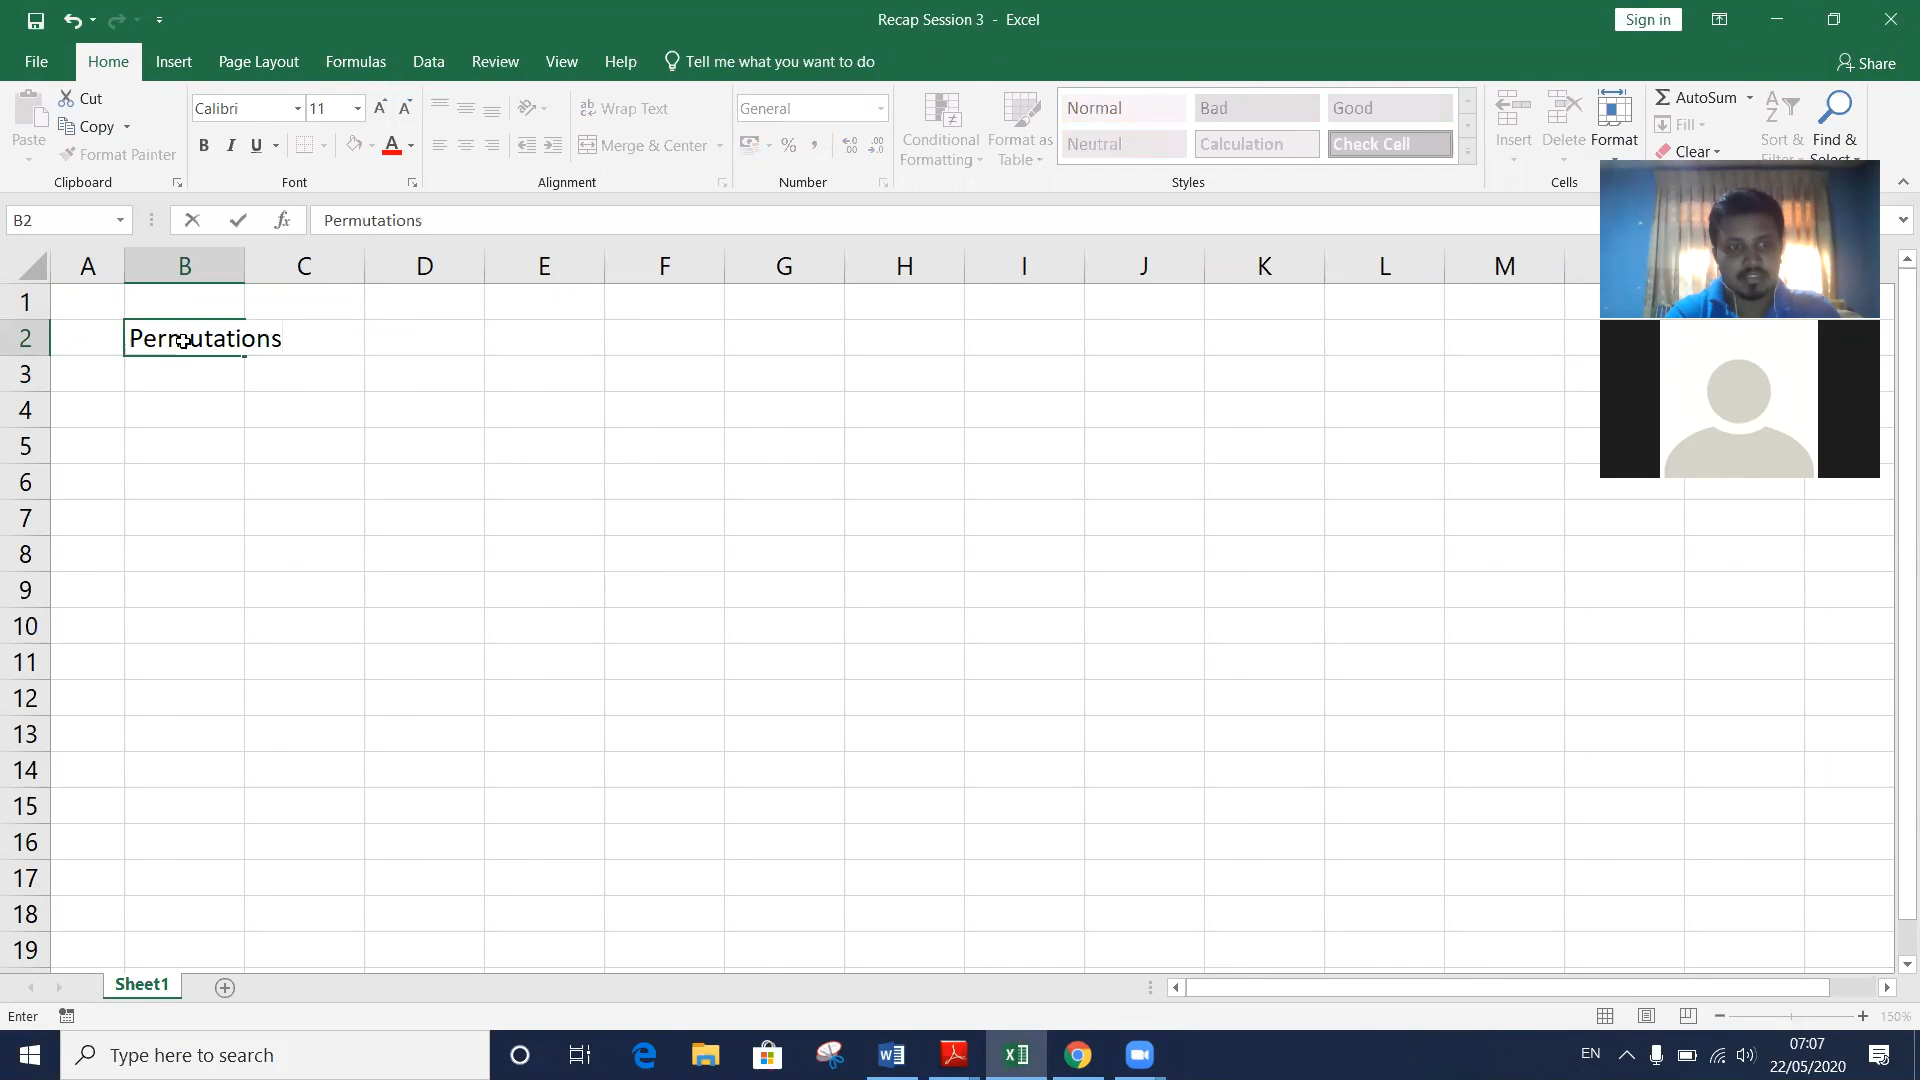 Recap Session 3 - Excel
Sign in
File Home Insert Page Layout Formulas Data Review View Help Tell me what you want to do Share
Paste
Cut
Copy
Format Painter
Clipboard
Calibri 11
B I U A
Font
Wrap Text
Merge & Center
Alignment
General
%
Number
Conditional Formatting
Format as Table
Normal Bad Good
Neutral Calculation Check Cell
Styles
Insert Delete Format
Cells
AutoSum
Fill
Clear
Sort &
Find &
B2 fx Permutations
A B C D E F G H I J K L M
1
2 Permutations
3
4
5
6
7
8
9
10
11
12
13
14
15
16
17
18
19
Sheet1
Enter 150%
Type here to search
EN
07:07
22/05/2020